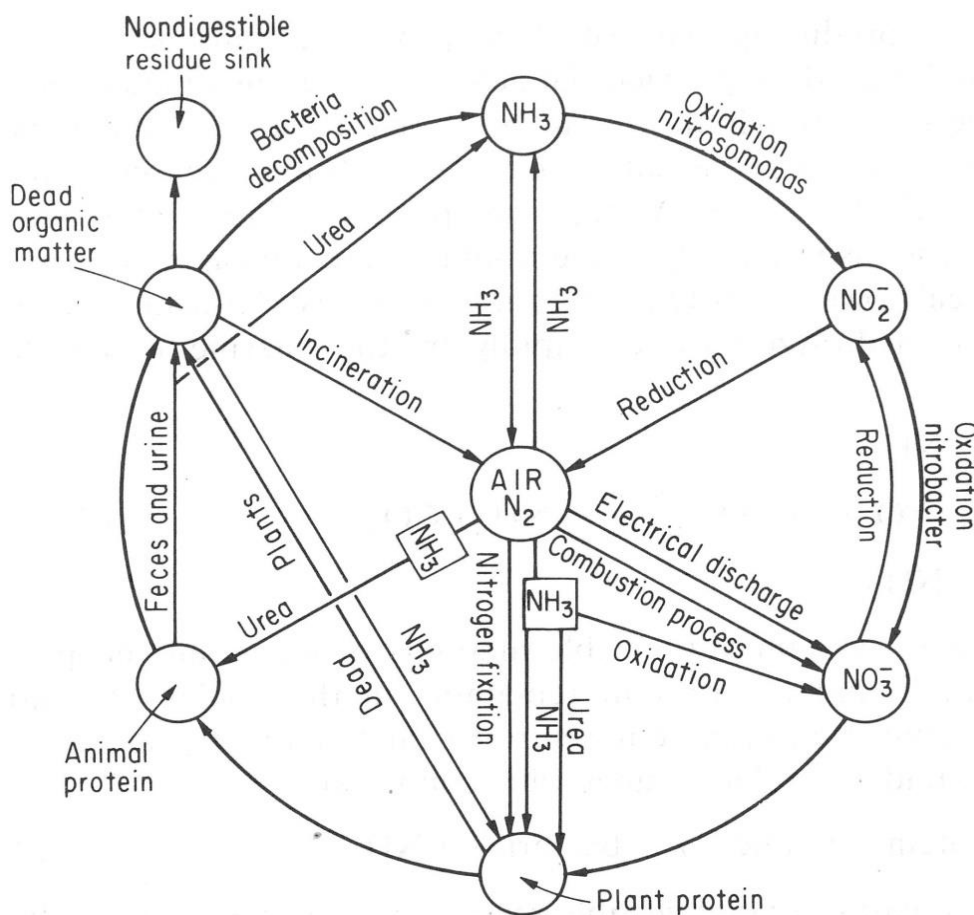 Nondigestible
residue sink
Bacteria
decomposition
NH₃
Oxidation
nitrosomonas
Dead
organic
matter
Urea
NH₃
NH₃
NO₂⁻
Incineration
Reduction
AIR
N₂
Oxidation
nitrobacter
Reduction
Feces and urine
Plants
Dead
NH₃
NH₃
Urea
Nitrogen fixation
Electrical discharge
Combustion process
NH₃
Oxidation
NO₃⁻
Urea
NH₃
Animal
protein
Plant protein